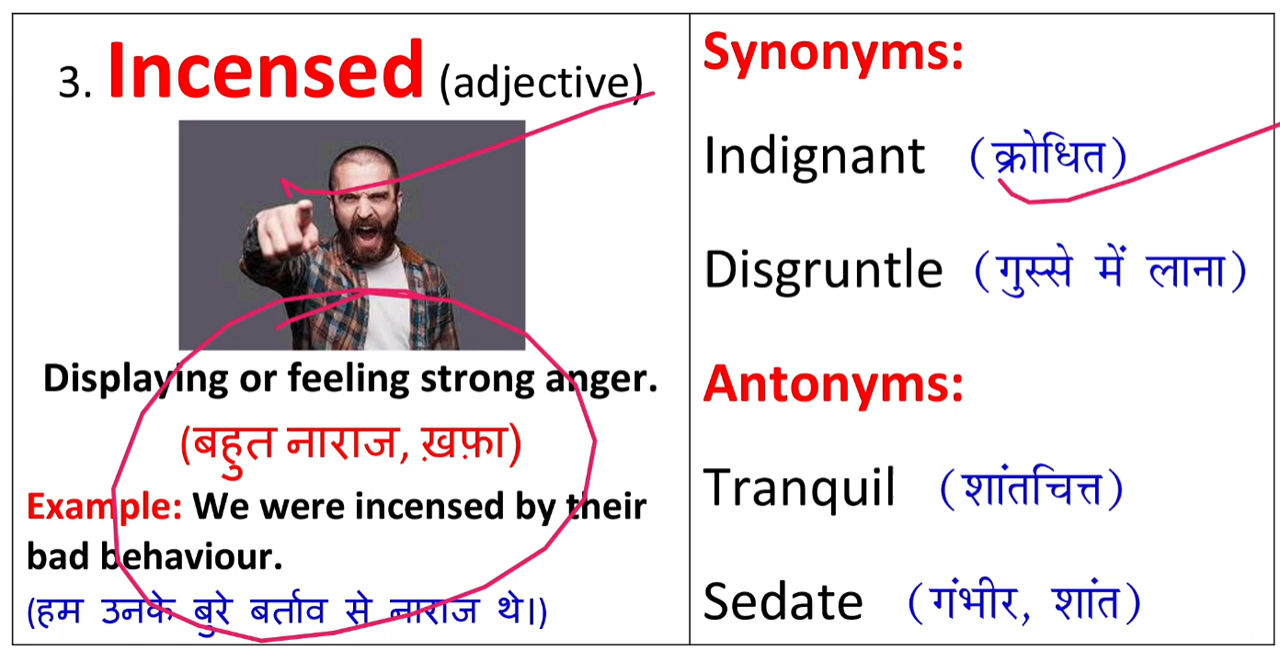 3. Incensed (adjective)
Displaying or feeling strong anger.
(बहुत नाराज, ख़फ़ा)
Example: We were incensed by their
bad behaviour.
(हम उनके बुरे बर्ताव से नाराज थे।)
Synonyms:
Indignant (क्रोधित)
Disgruntle (गुस्से में लाना)
Antonyms:
Tranquil (शांतचित्त)
Sedate (गंभीर, शांत)